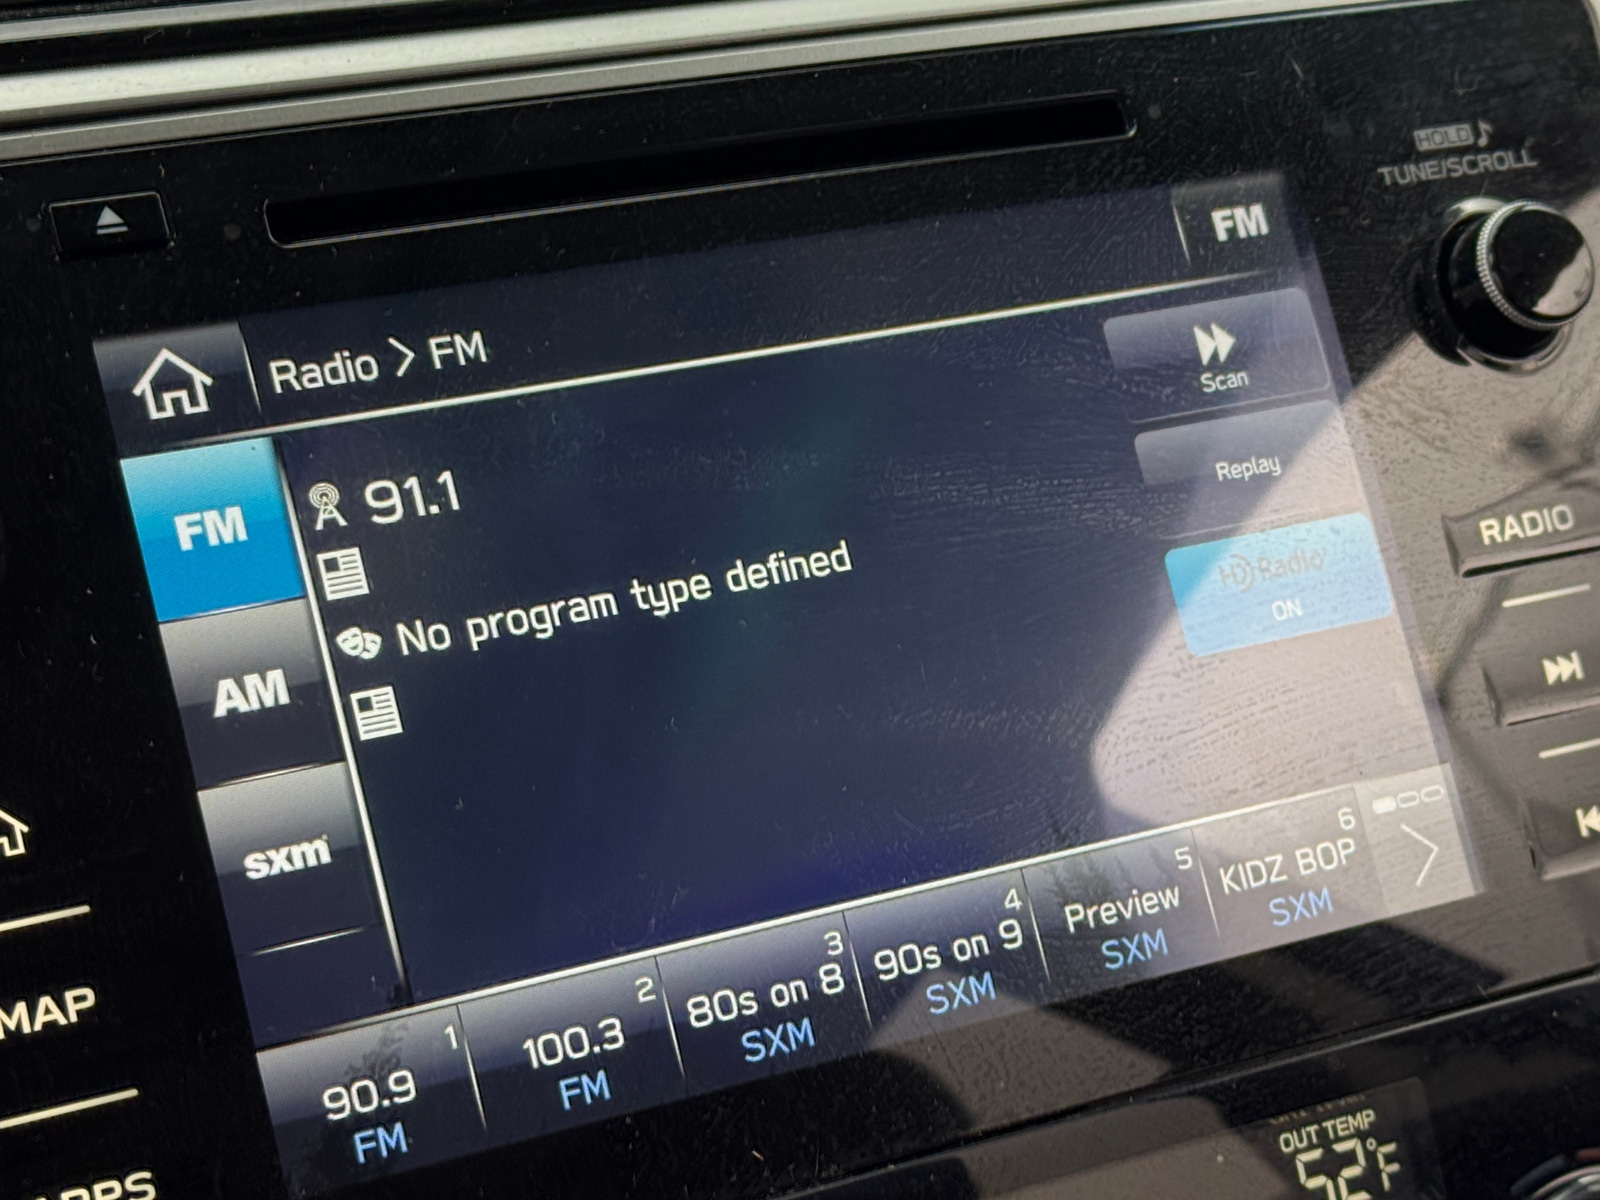 HOLD ♪
TUNE/SCROLL
FM
Radio > FM
Scan
Replay
FM
91.1
No program type defined
HD Radio
ON
AM
sxm
RADIO
1
90.9
FM
2
100.3
FM
3
80s on 8
SXM
4
90s on 9
SXM
5
Preview
SXM
6
KIDZ BOP
SXM
MAP
OUT TEMP
°F